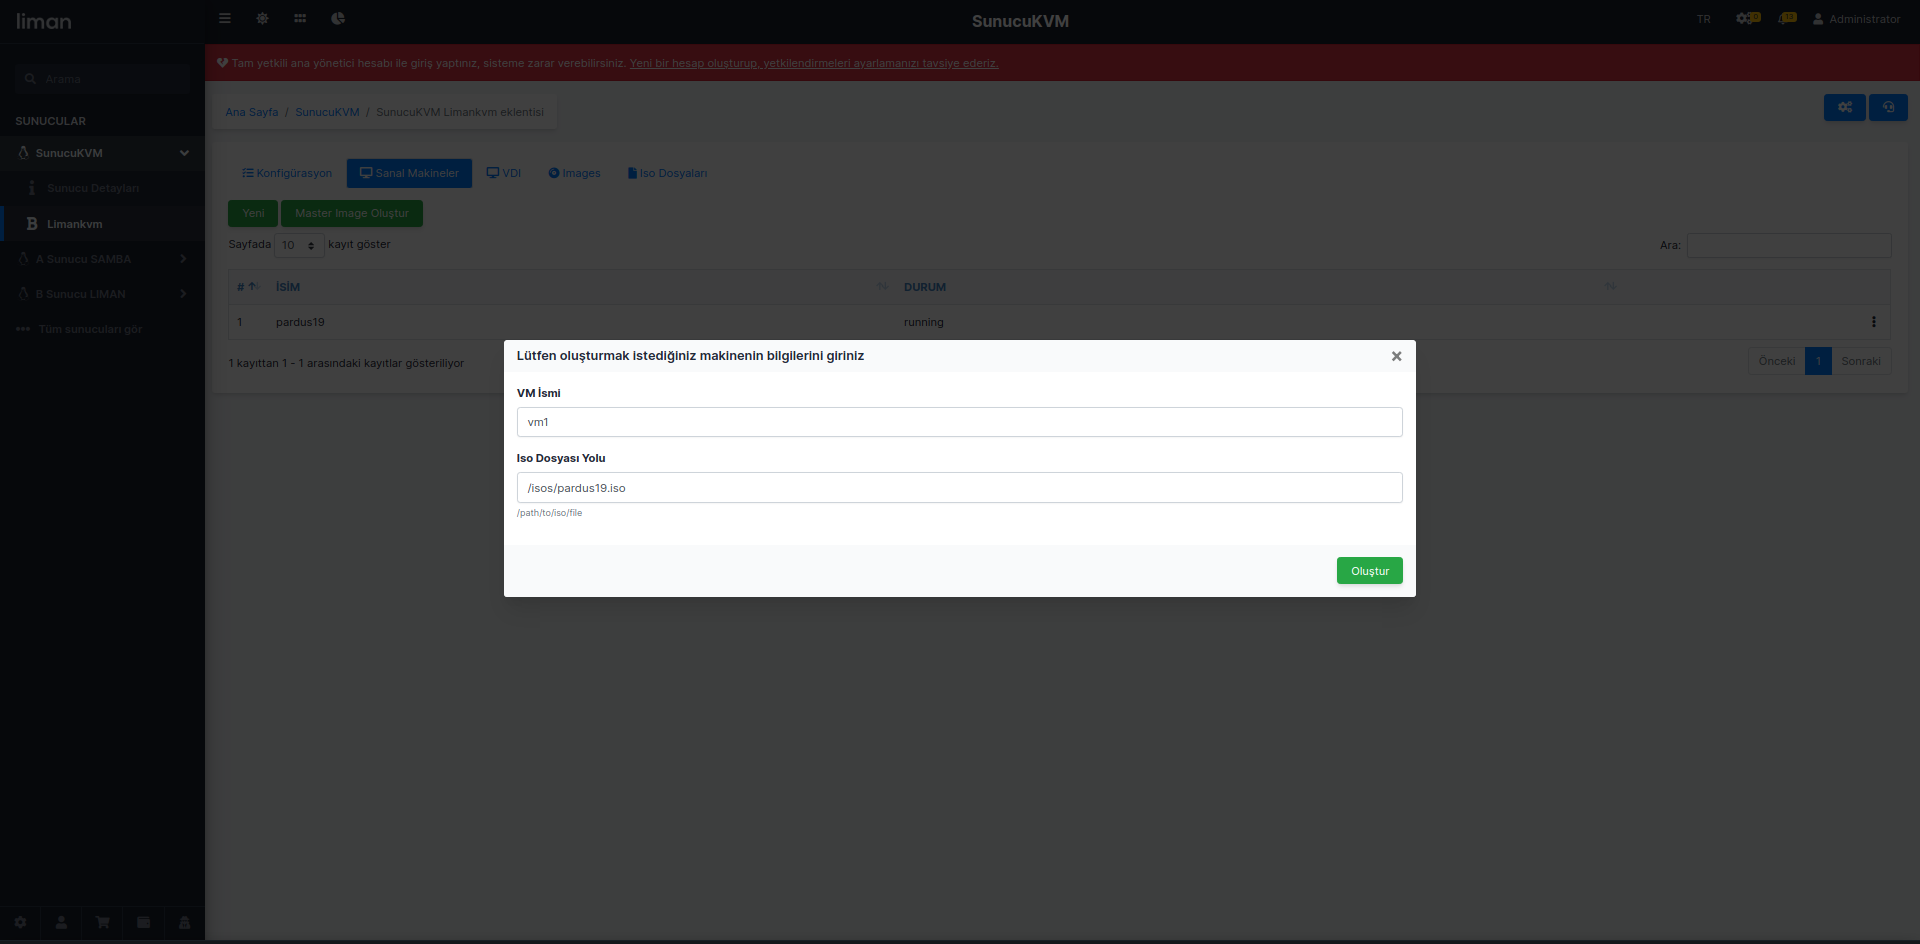 liman
SunucuKVM
TR
Administrator
Arama
Tam yetkili ana yönetici hesabı ile giriş yaptınız, sisteme zarar verebilirsiniz. Yeni bir hesap oluşturup, yetkilendirmeleri ayarlamanızı tavsiye ederiz.
SUNUCULAR
SunucuKVM
Sunucu Detayları
Limankvm
A Sunucu SAMBA
B Sunucu LIMAN
Tüm sunucuları gör
Ana Sayfa / SunucuKVM / SunucuKVM Limankvm eklentisi
Konfigürasyon Sanal Makineler VDI Images Iso Dosyaları
Yeni Master Image Oluştur
Sayfada 10 kayıt göster Ara:
# İSİM DURUM
1 pardus19 running
1 kayıttan 1 - 1 arasındaki kayıtlar gösteriliyor
Önceki 1 Sonraki
Lütfen oluşturmak istediğiniz makinenin bilgilerini giriniz
VM İsmi
vm1
Iso Dosyası Yolu
/isos/pardus19.iso
/path/to/iso/file
Oluştur